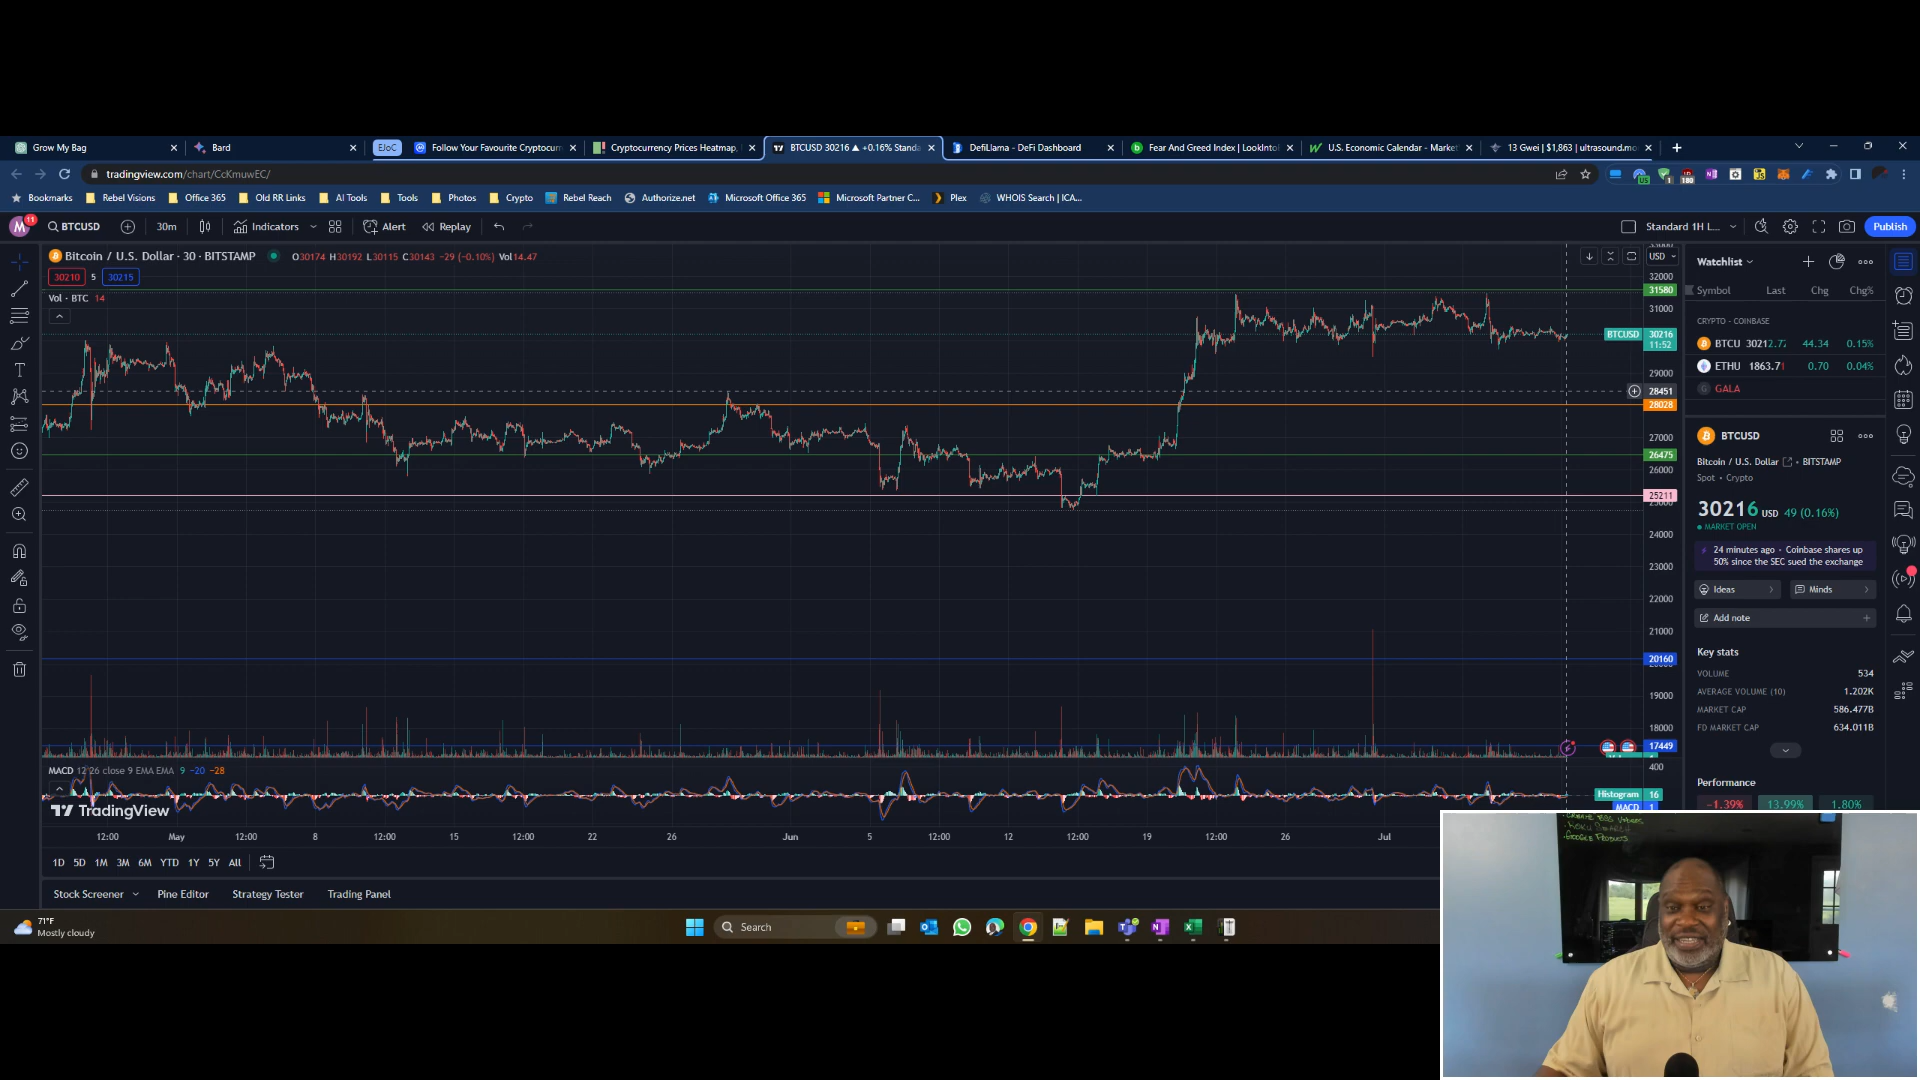 Grow My Bag
Bard
EJoC
Follow Your Favourite Cryptocurr
Cryptocurrency Prices Heatmap,
BTCUSD 30216 ▲ +0.16% Standa
DefiLlama - DeFi Dashboard
Fear And Greed Index | LookIntoI
U.S. Economic Calendar - Market
13 Gwei | $1,863 | ultrasound.mo
tradingview.com/chart/CcKmuwEC/
Bookmarks
Rebel Visions
Office 365
Old RR Links
AI Tools
Tools
Photos
Crypto
Rebel Reach
Authorize.net
Microsoft Office 365
Microsoft Partner C...
Plex
WHOIS Search | ICA...
M 11
BTCUSD
30m
Indicators
Alert
Replay
Standard 1H L...
Publish
Bitcoin / U.S. Dollar · 30 · BITSTAMP
O30174 H30192 L30115 C30143 −29 (−0.10%) Vol14.47
30210 5 30215
Vol · BTC 14
USD
32000
31580
31000
BTCUSD 30216
11:52
29000
28451
28028
27000
26475
26000
25211
24000
23000
22000
21000
20160
19000
18000
17449
400
MACD 12 26 close 9 EMA EMA 9 −20 −28
Histogram 16
MACD 1
TradingView
12:00 May 12:00 8 12:00 15 12:00 22 26 Jun 5 12:00 12 12:00 19 12:00 26 Jul
1D 5D 1M 3M 6M YTD 1Y 5Y All
Stock Screener
Pine Editor
Strategy Tester
Trading Panel
Watchlist
Symbol Last Chg Chg%
CRYPTO - COINBASE
BTCU 30212.72 44.34 0.15%
ETHU 1863.71 0.70 0.04%
GALA
BTCUSD
Bitcoin / U.S. Dollar • BITSTAMP
Spot • Crypto
30216 USD 49 (0.16%)
MARKET OPEN
24 minutes ago • Coinbase shares up
50% since the SEC sued the exchange
Ideas
Minds
Add note
Key stats
VOLUME 534
AVERAGE VOLUME (10) 1.202K
MARKET CAP 586.477B
FD MARKET CAP 634.011B
Performance
−1.39% 13.99% 1.80%
Google Products
71°F
Mostly cloudy
Search